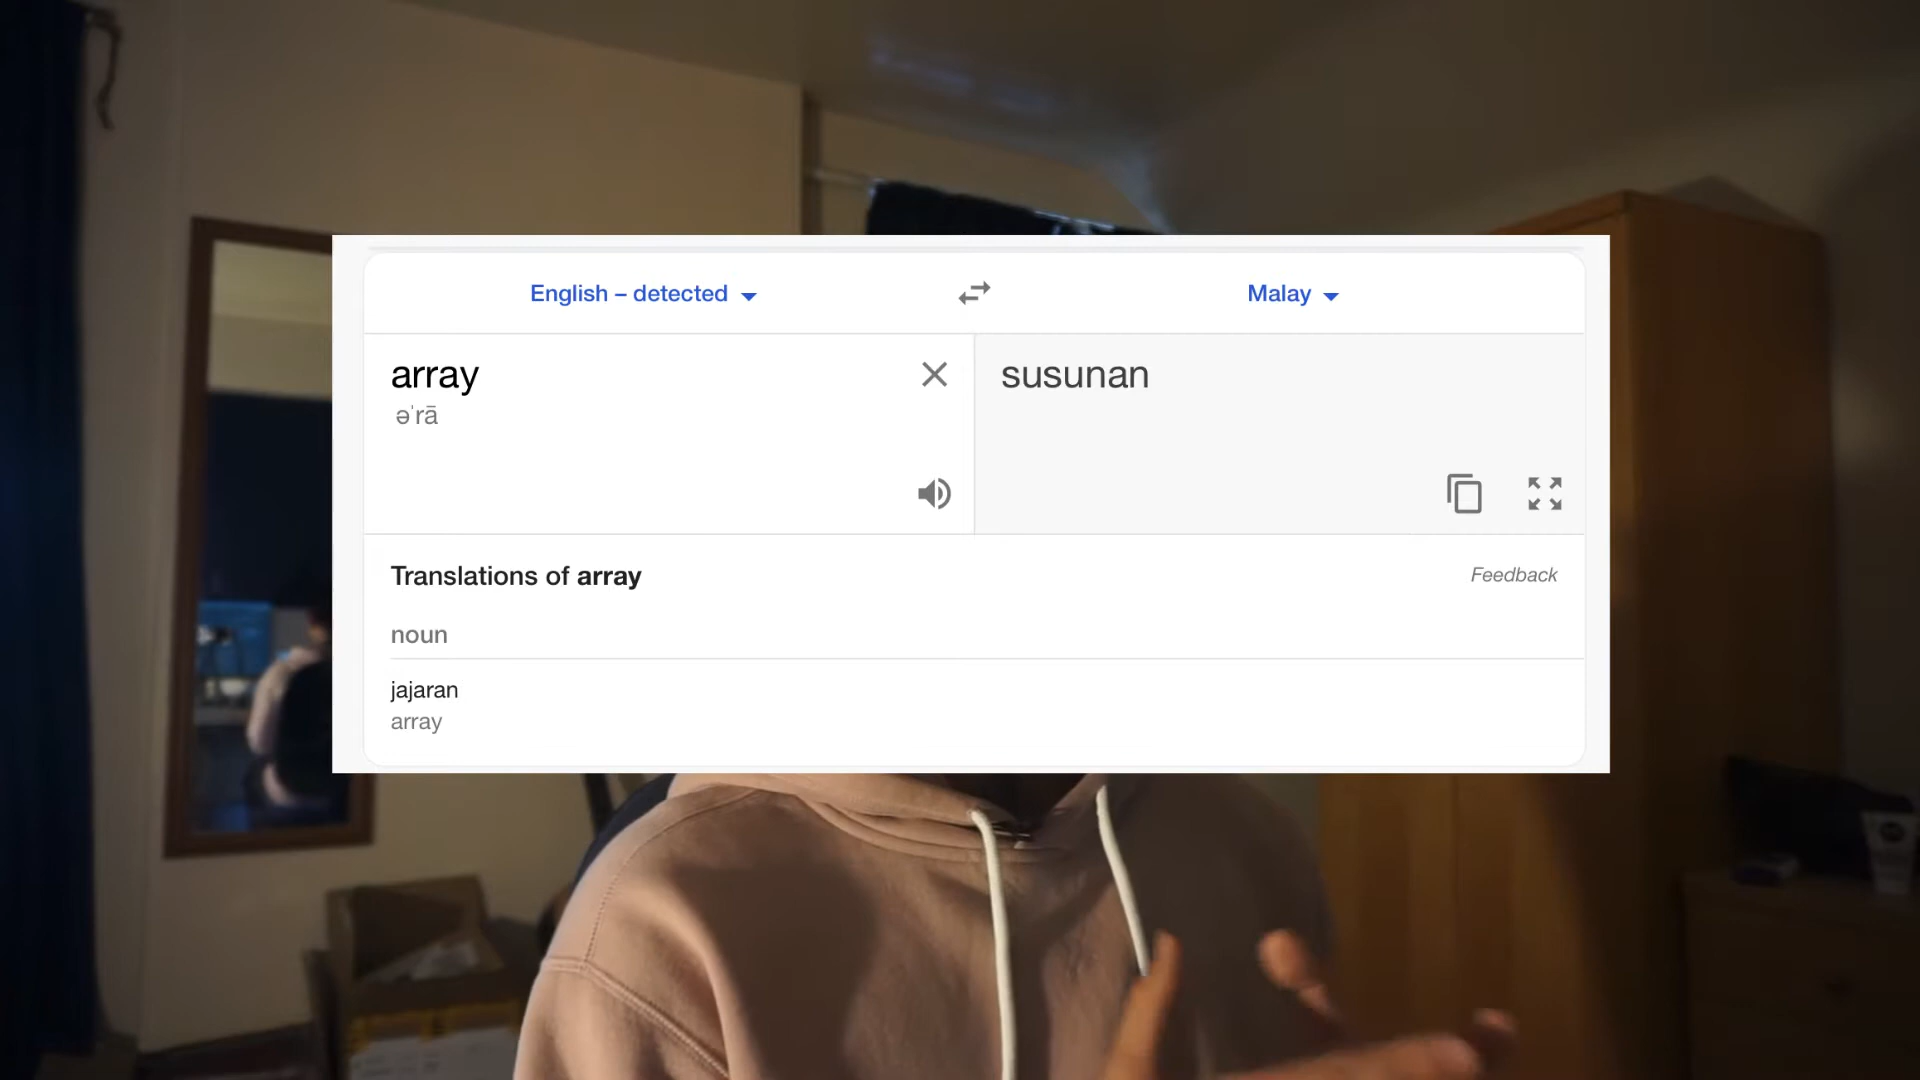 English – detected
Malay
array
əˈrā
susunan
Translations of array
Feedback
noun
jajaran
array